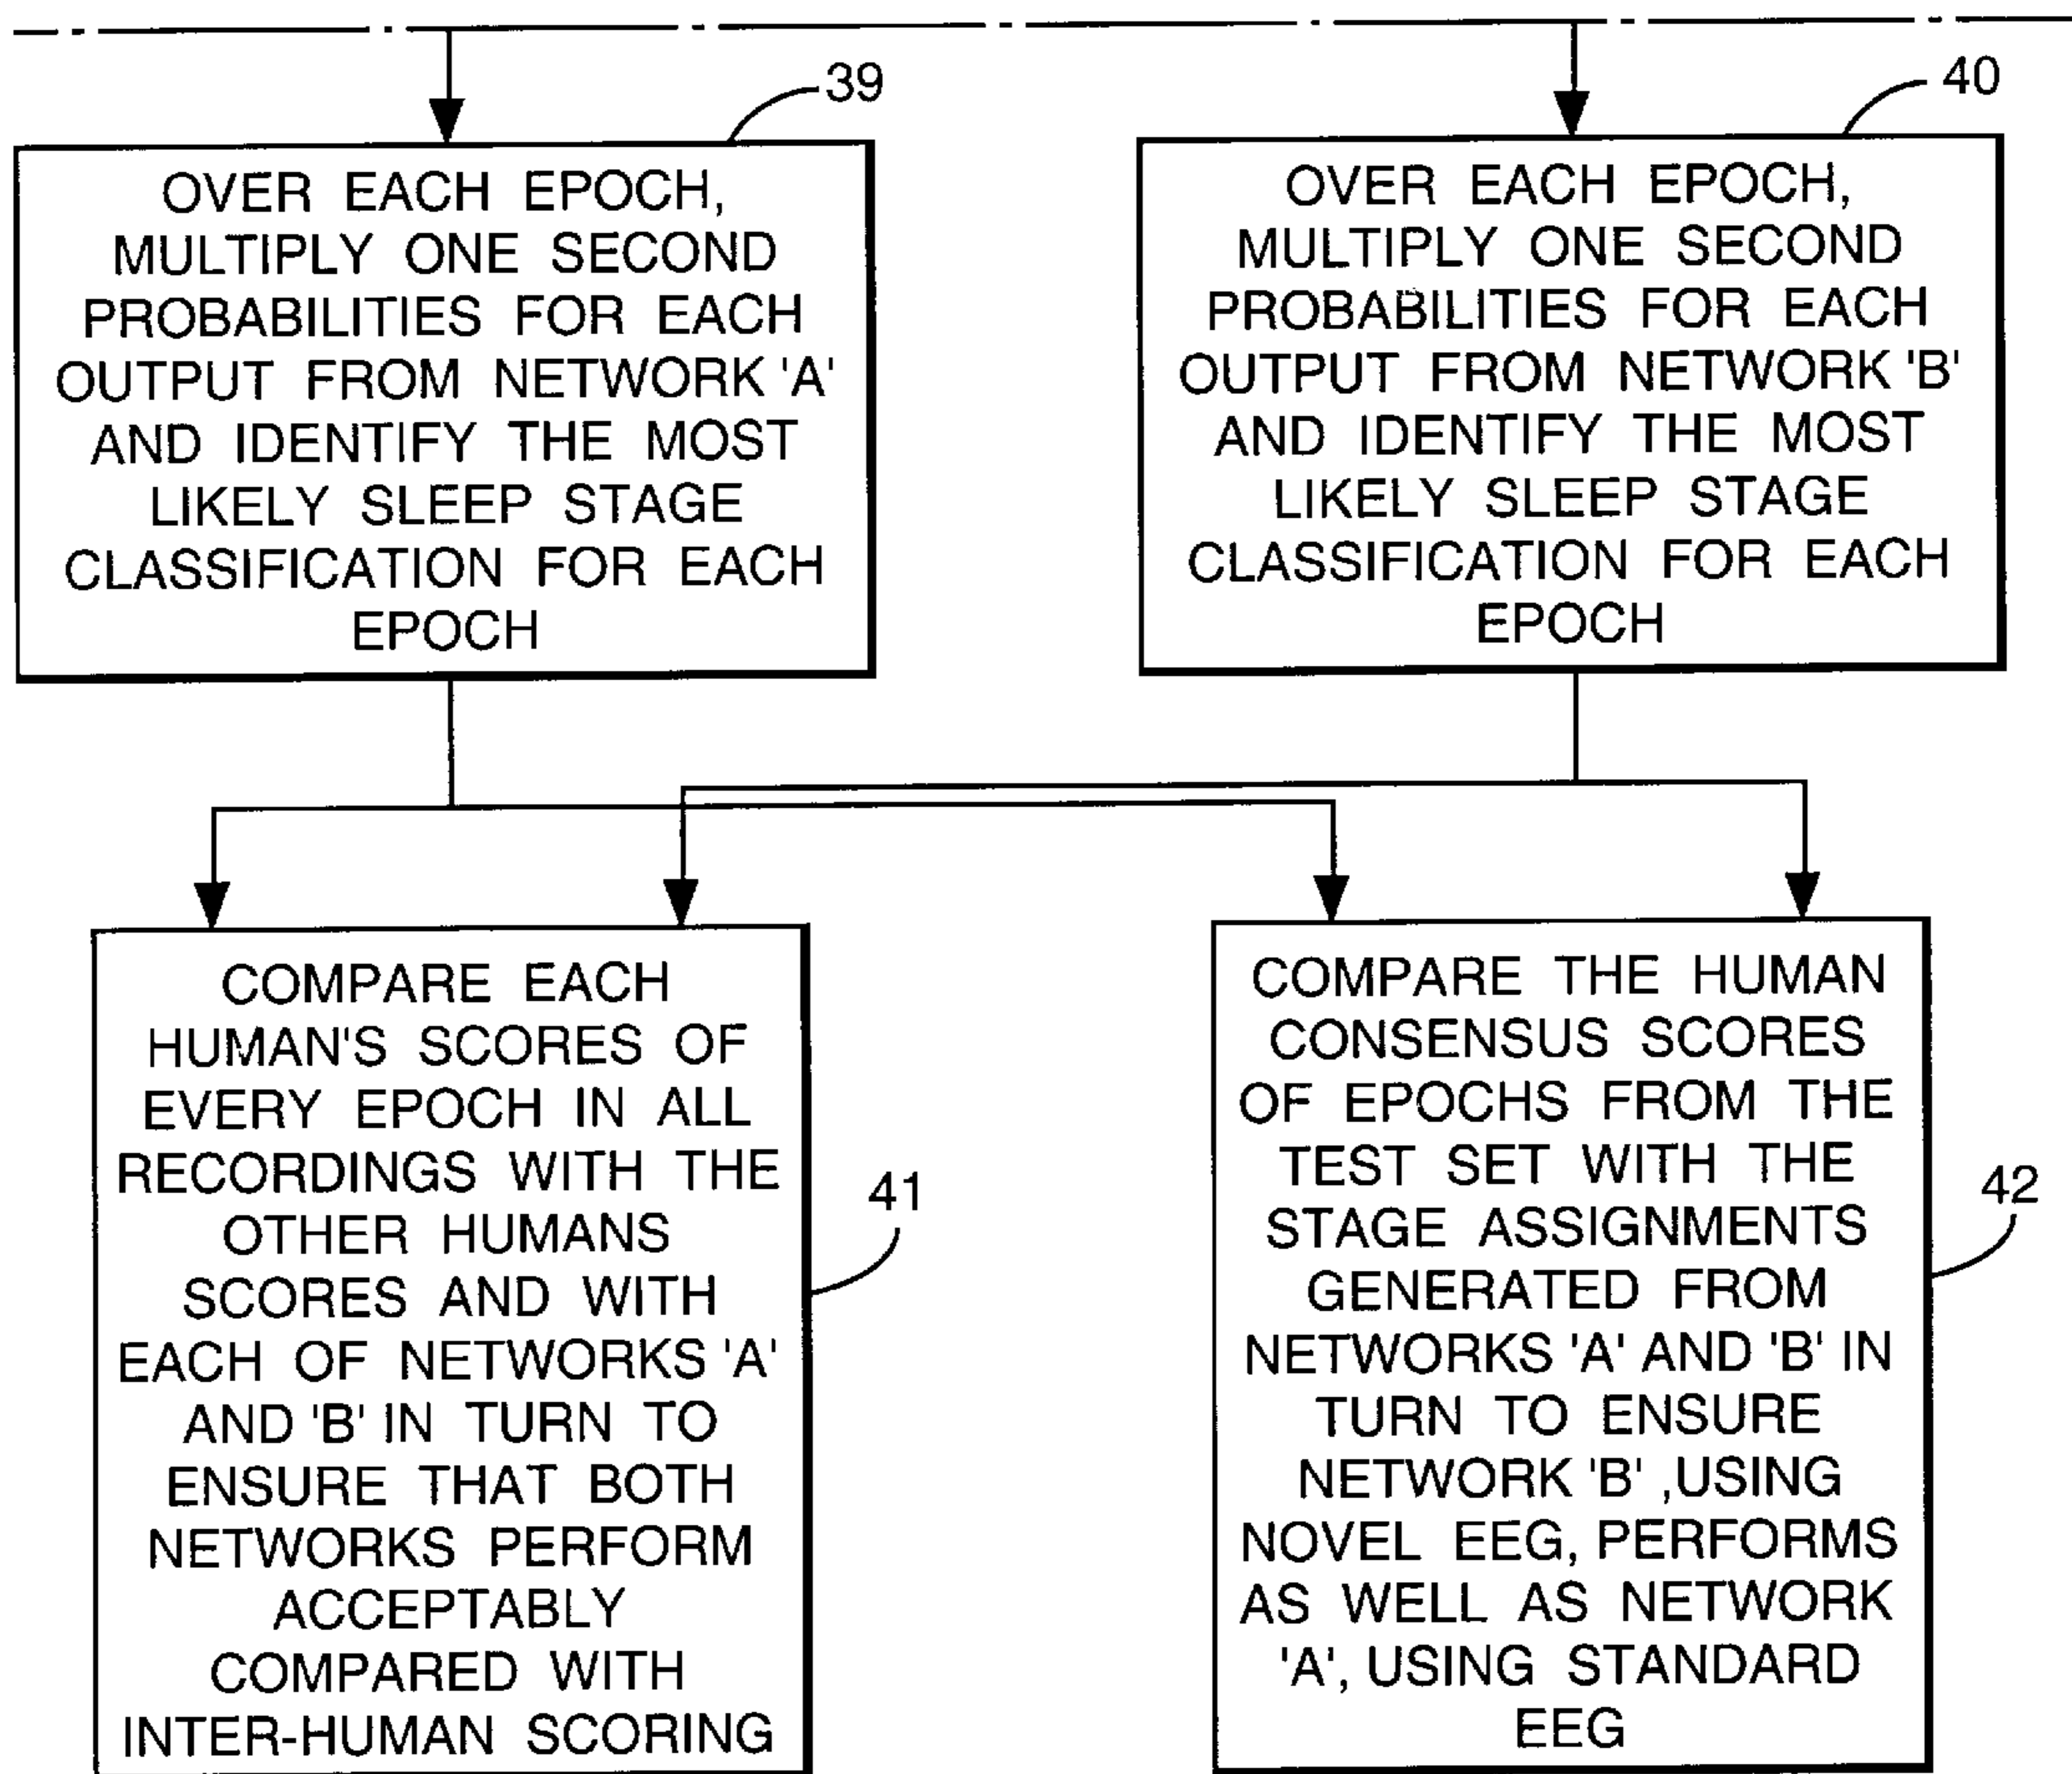 39
OVER EACH EPOCH,
MULTIPLY ONE SECOND
PROBABILITIES FOR EACH
OUTPUT FROM NETWORK 'A'
AND IDENTIFY THE MOST
LIKELY SLEEP STAGE
CLASSIFICATION FOR EACH
EPOCH
40
OVER EACH EPOCH,
MULTIPLY ONE SECOND
PROBABILITIES FOR EACH
OUTPUT FROM NETWORK 'B'
AND IDENTIFY THE MOST
LIKELY SLEEP STAGE
CLASSIFICATION FOR EACH
EPOCH
COMPARE EACH
HUMAN'S SCORES OF
EVERY EPOCH IN ALL
RECORDINGS WITH THE
OTHER HUMANS
SCORES AND WITH
EACH OF NETWORKS 'A'
AND 'B' IN TURN TO
ENSURE THAT BOTH
NETWORKS PERFORM
ACCEPTABLY
COMPARED WITH
INTER-HUMAN SCORING
41
COMPARE THE HUMAN
CONSENSUS SCORES
OF EPOCHS FROM THE
TEST SET WITH THE
STAGE ASSIGNMENTS
GENERATED FROM
NETWORKS 'A' AND 'B' IN
TURN TO ENSURE
NETWORK 'B' ,USING
NOVEL EEG, PERFORMS
AS WELL AS NETWORK
'A', USING STANDARD
EEG
42